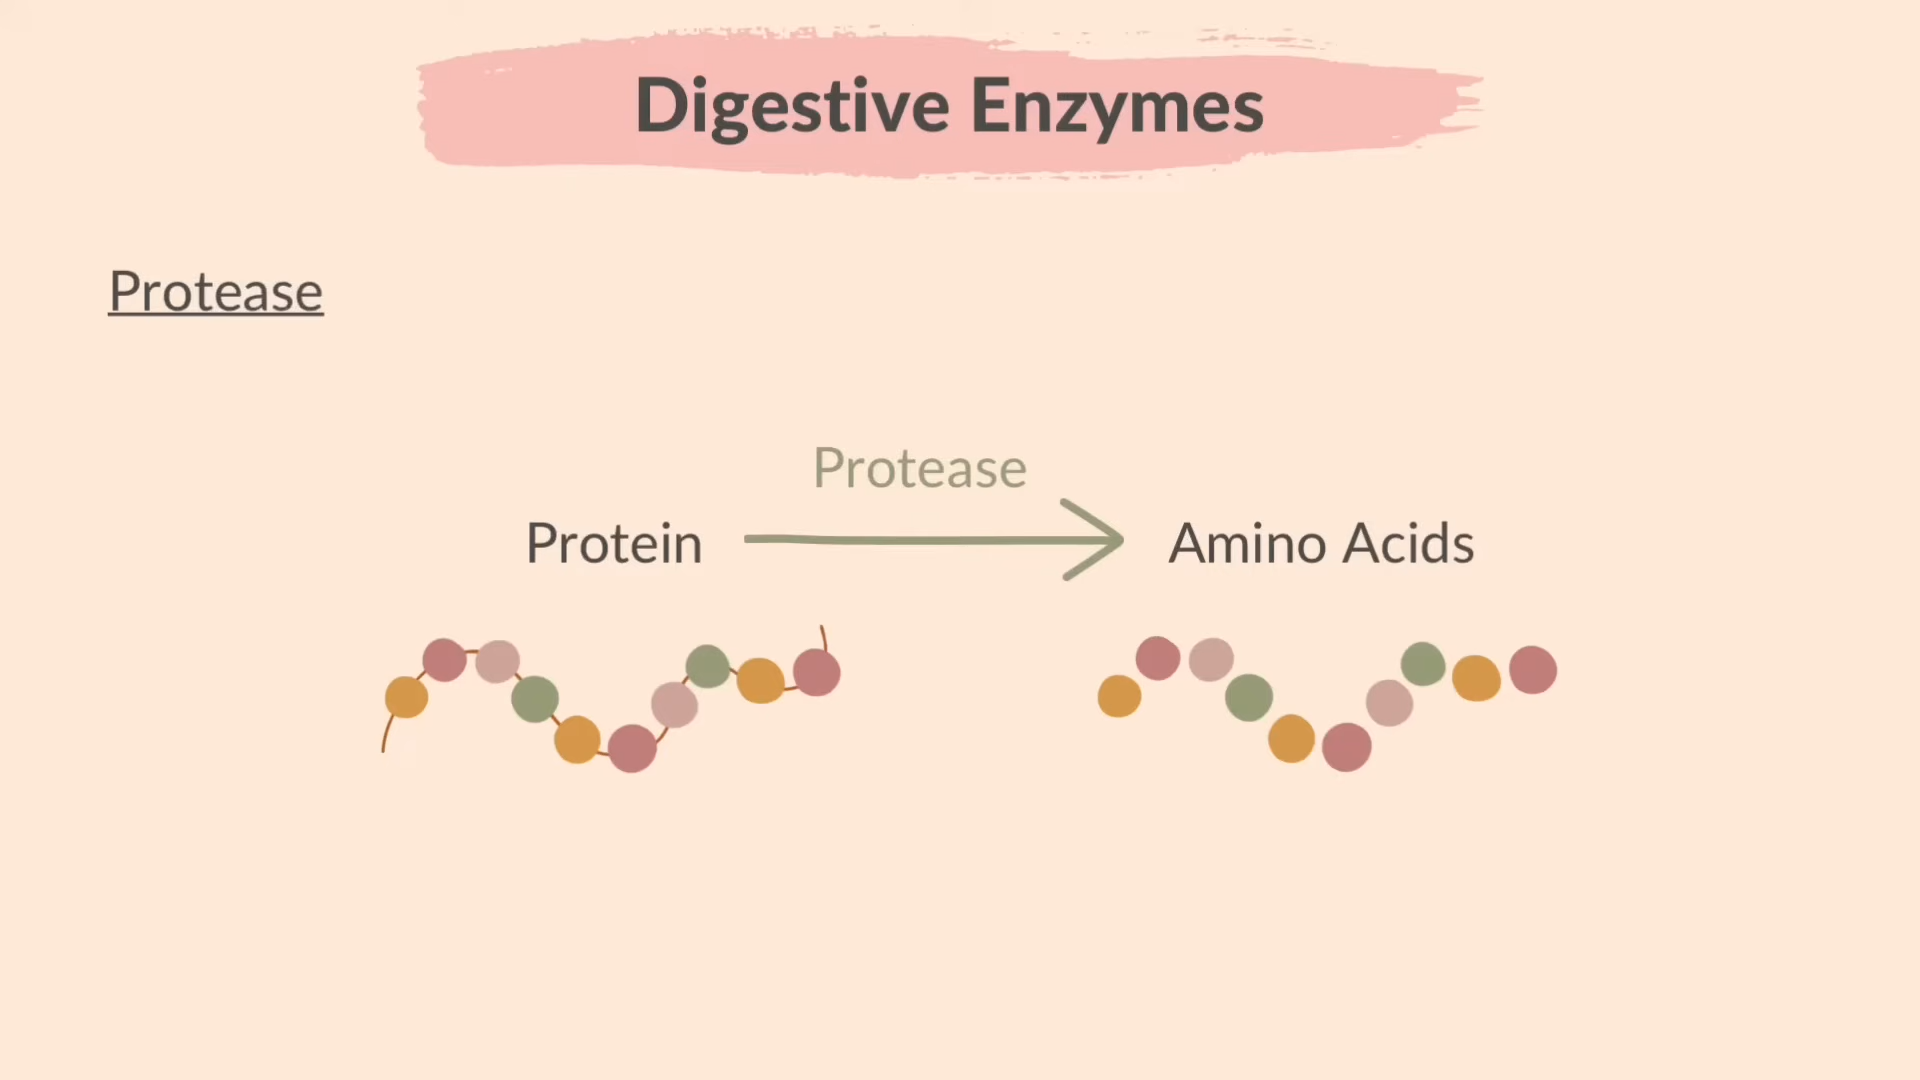 Digestive Enzymes
Protease
Protease
Protein
Amino Acids